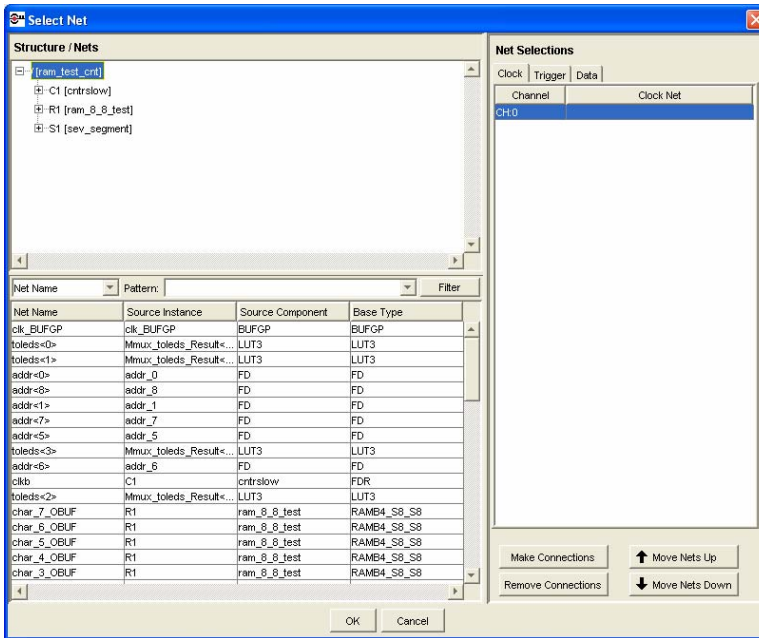 Select Net
Structure / Nets
/ [ram_test_cnt]
C1 [cntrslow]
R1 [ram_8_8_test]
S1 [sev_segment]
Net Name Pattern: Filter
Net Name Source Instance Source Component Base Type
clk_BUFGP clk_BUFGP BUFGP BUFGP
toleds<0> Mmux_toleds_Result<... LUT3 LUT3
toleds<1> Mmux_toleds_Result<... LUT3 LUT3
addr<0> addr_0 FD FD
addr<8> addr_8 FD FD
addr<1> addr_1 FD FD
addr<7> addr_7 FD FD
addr<5> addr_5 FD FD
toleds<3> Mmux_toleds_Result<... LUT3 LUT3
addr<6> addr_6 FD FD
clkb C1 cntrslow FDR
toleds<2> Mmux_toleds_Result<... LUT3 LUT3
char_7_OBUF R1 ram_8_8_test RAMB4_S8_S8
char_6_OBUF R1 ram_8_8_test RAMB4_S8_S8
char_5_OBUF R1 ram_8_8_test RAMB4_S8_S8
char_4_OBUF R1 ram_8_8_test RAMB4_S8_S8
char_3_OBUF R1 ram_8_8_test RAMB4_S8_S8
Net Selections
Clock Trigger Data
Channel Clock Net
CH:0
Make Connections Move Nets Up
Remove Connections Move Nets Down
OK Cancel